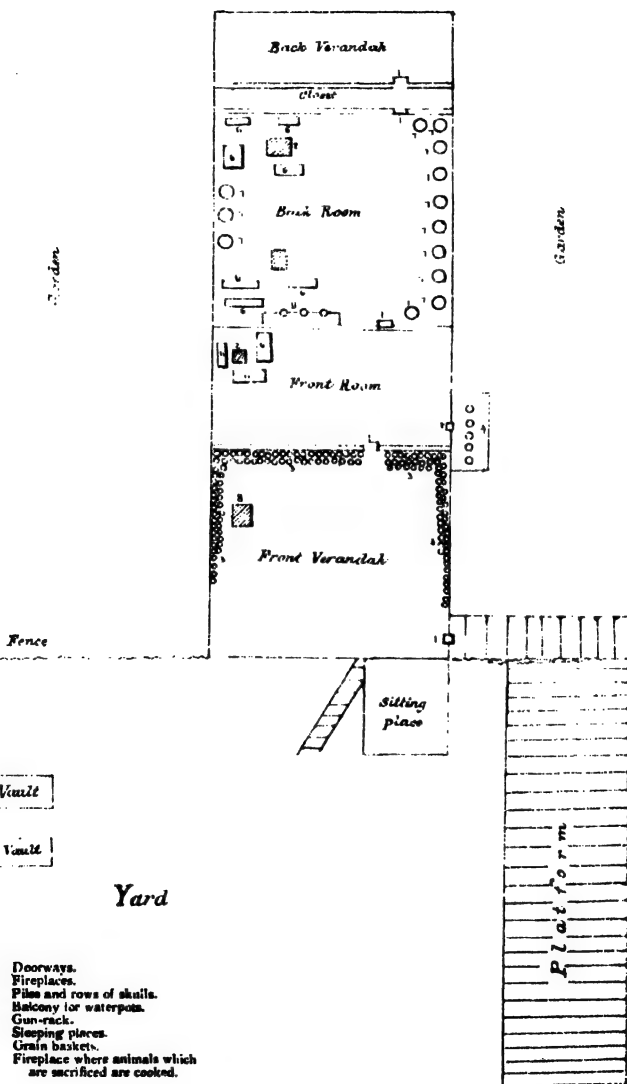 Back Verandah
Closet
Back Room
Garden
Front Room
Front Verandah
Fence
Sitting place
Vault
Vault
Yard
Platform
Doorways.
Fireplaces.
Piles and rows of skulls.
Balcony for waterpots.
Gun-rack.
Sleeping places.
Grain baskets.
Fireplace where animals which
are sacrificed are cooked.